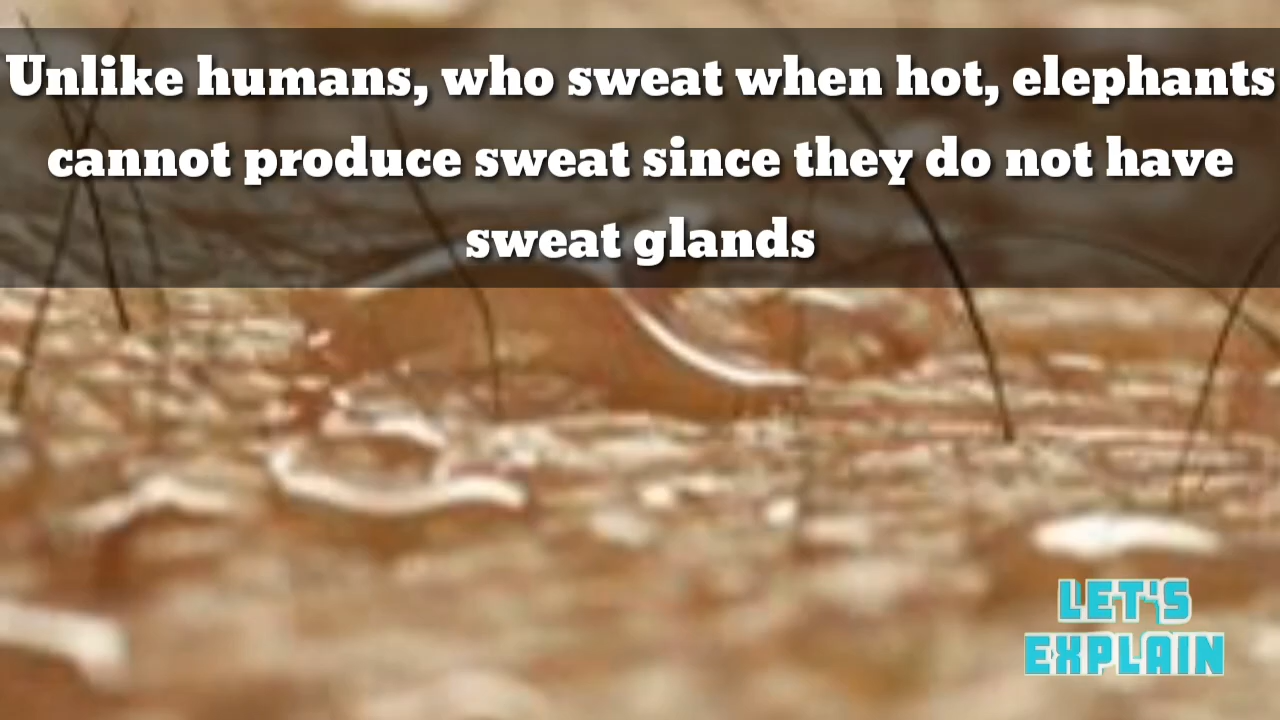 Unlike humans, who sweat when hot, elephants
cannot produce sweat since they do not have
sweat glands
LET'S
EXPLAIN